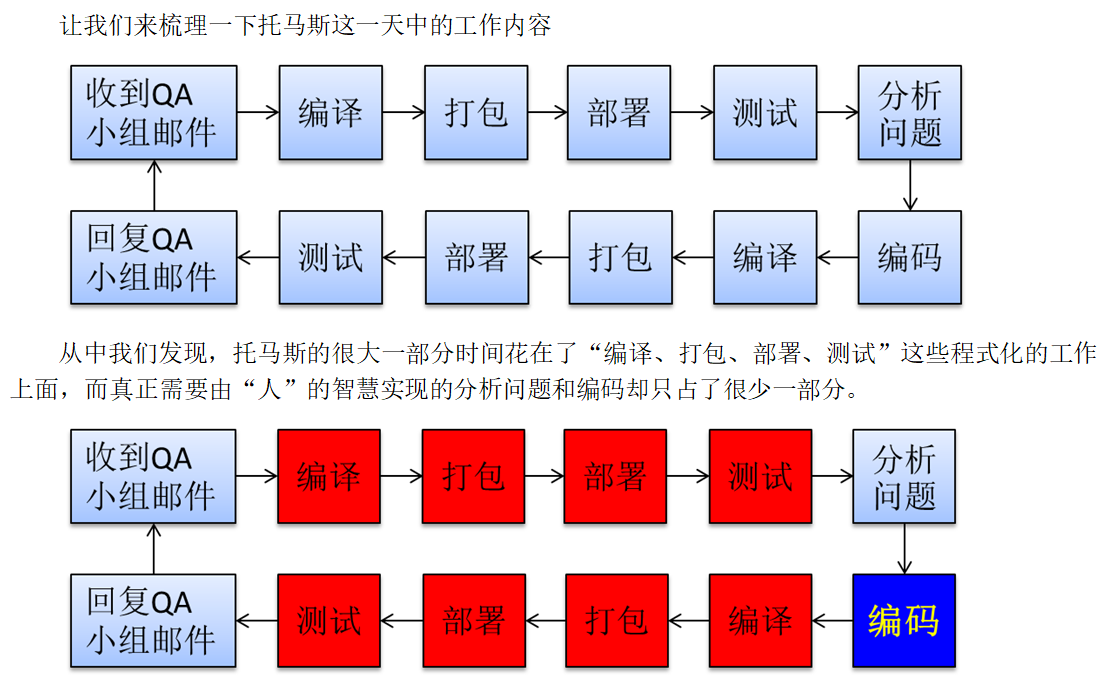 让我们来梳理一下托马斯这一天中的工作内容
收到QA
小组邮件
编译
打包
部署
测试
分析
问题
回复QA
小组邮件
测试
部署
打包
编译
编码
从中我们发现，托马斯的很大一部分时间花在了“编译、打包、部署、测试”这些程式化的工作
上面，而真正需要由“人”的智慧实现的分析问题和编码却只占了很少一部分。
收到QA
小组邮件
编译
打包
部署
测试
分析
问题
回复QA
小组邮件
测试
部署
打包
编译
编码